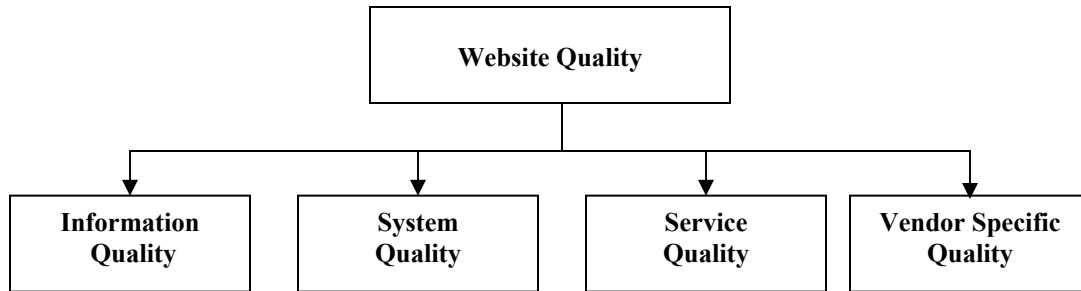 Website Quality
Information
Quality
System
Quality
Service
Quality
Vendor Specific
Quality